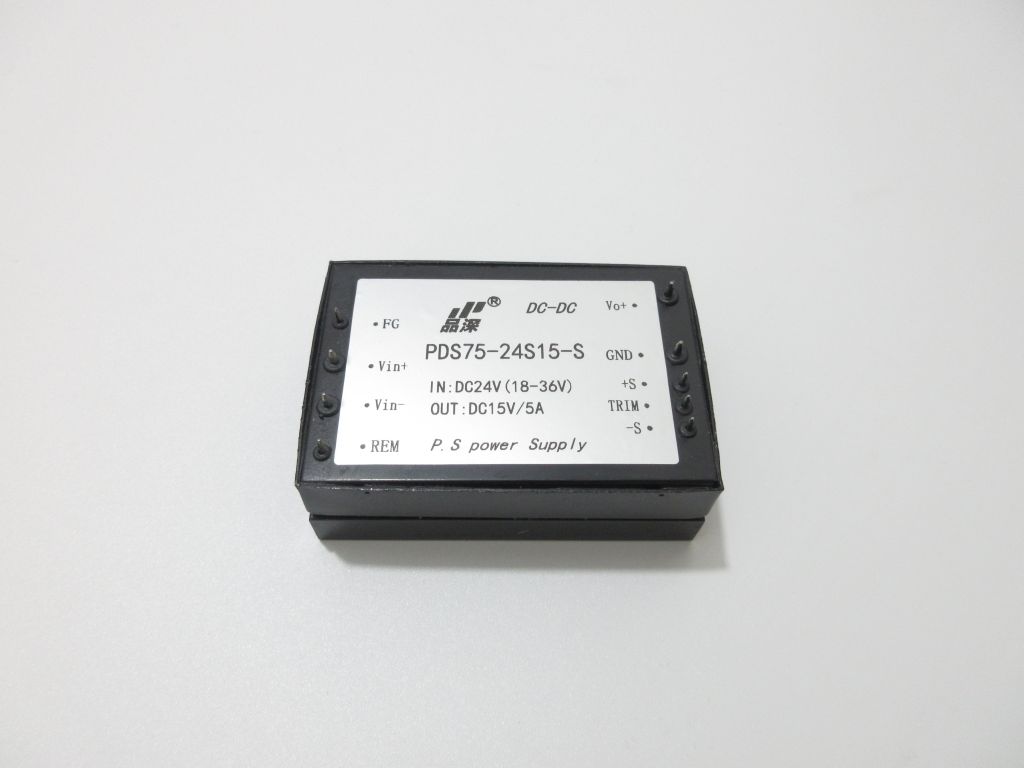 ®
品深
DC-DC
PDS75-24S15-S
IN:DC24V(18-36V)
OUT:DC15V/5A
P.S power Supply
•FG
•Vin+
•Vin-
•REM
Vo+•
GND•
+S•
TRIM•
-S•